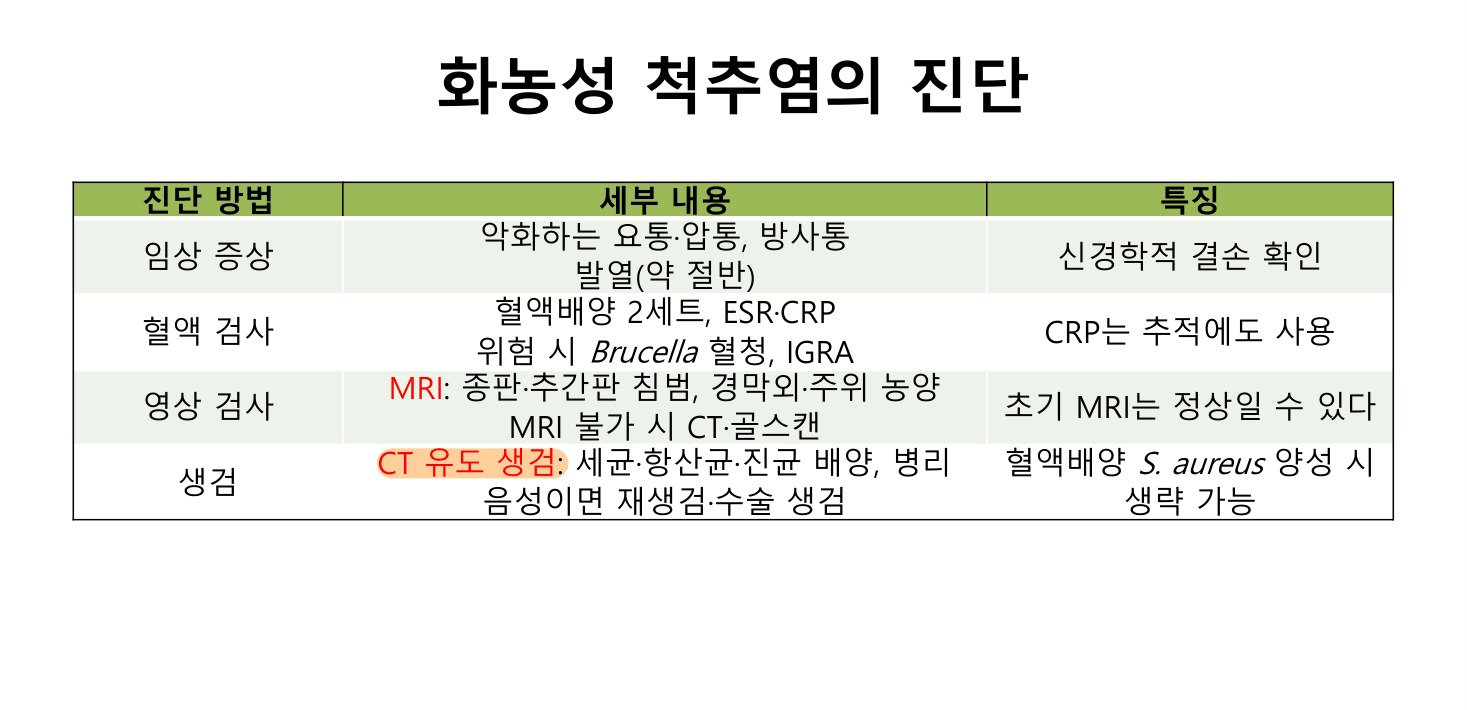 화농성 척추염의 진단
진단 방법 세부 내용 특징
임상 증상
악화하는 요통·압통, 방사통
발열(약 절반)
신경학적 결손 확인
혈액 검사
혈액배양 2세트, ESR·CRP
위험 시 Brucella 혈청, IGRA
CRP는 추적에도 사용
영상 검사
MRI: 종판·추간판 침범, 경막외·주위 농양
MRI 불가 시 CT·골스캔
초기 MRI는 정상일 수 있다
생검
CT 유도 생검: 세균·항산균·진균 배양, 병리
음성이면 재생검·수술 생검
혈액배양 S. aureus 양성 시
생략 가능